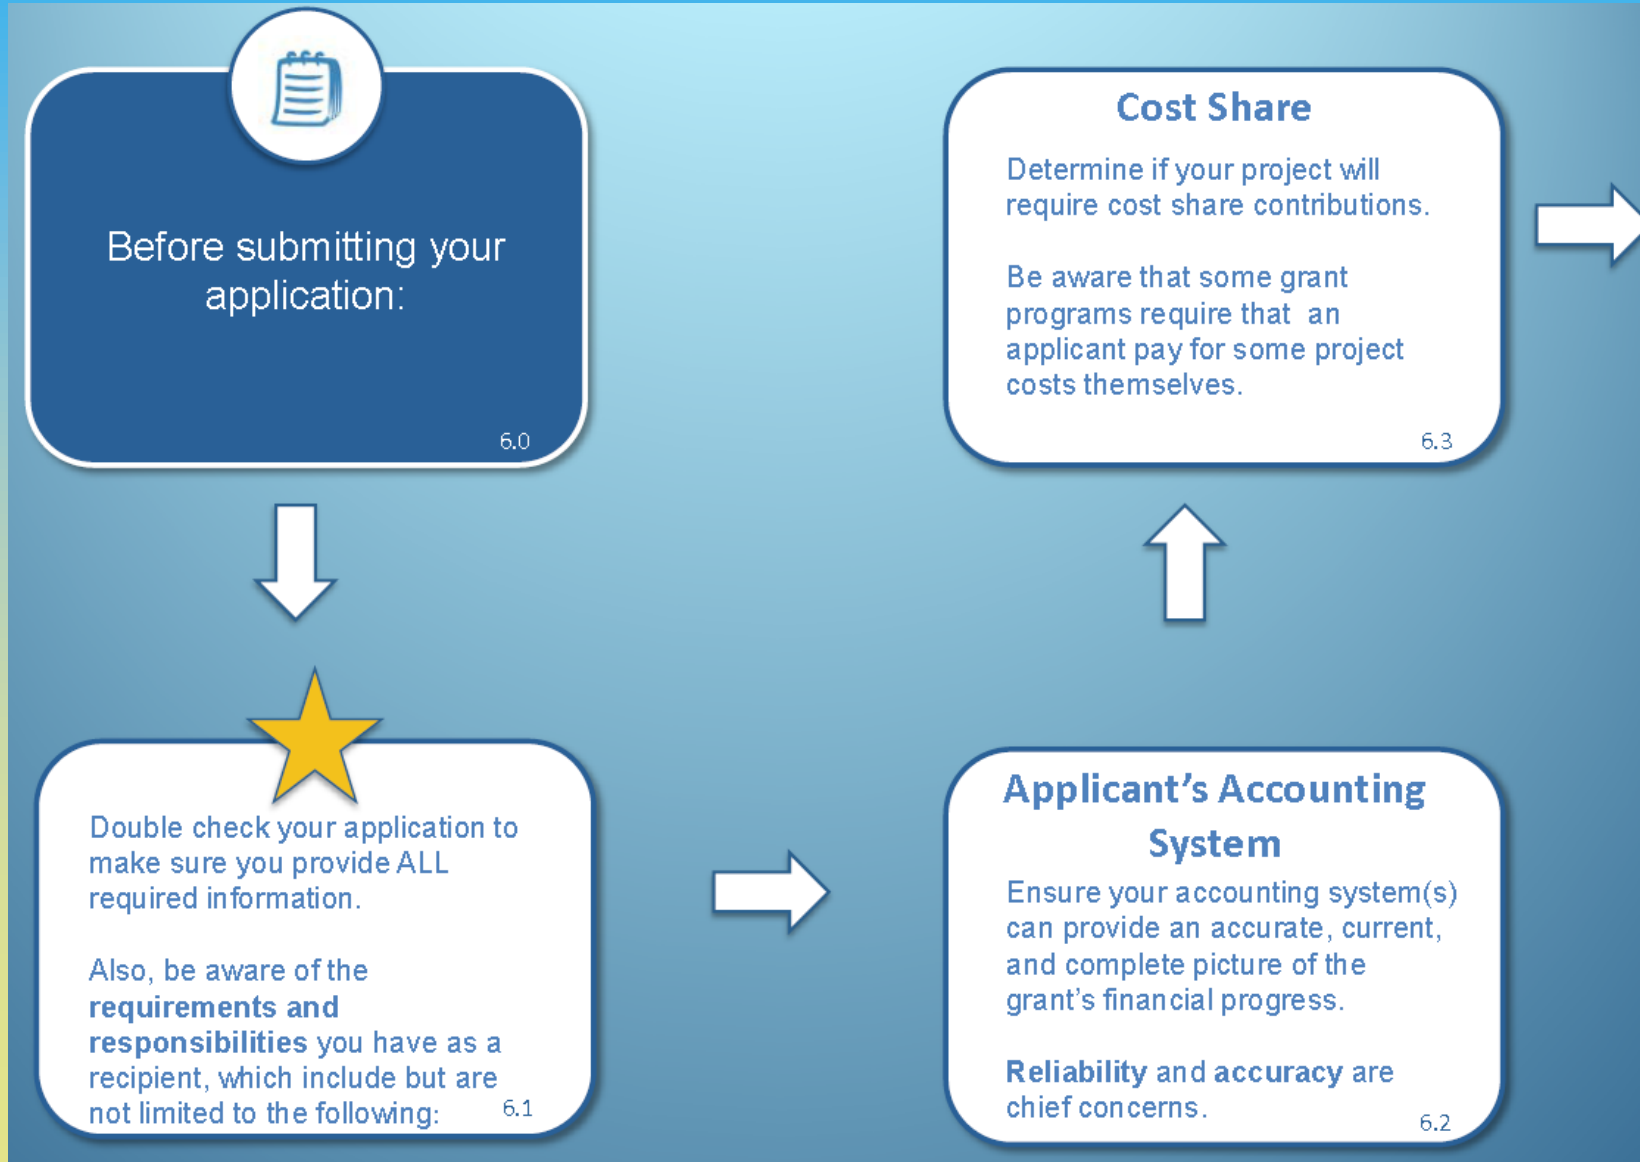 Before submitting your
application:
6.0
Double check your application to
make sure you provide ALL
required information.
Also, be aware of the
requirements and
responsibilities you have as a
recipient, which include but are
not limited to the following:
6.1
Applicant's Accounting
System
Ensure your accounting system(s)
can provide an accurate, current,
and complete picture of the
grant's financial progress.
Reliability and accuracy are
chief concerns.
6.2
Cost Share
Determine if your project will
require cost share contributions.
Be aware that some grant
programs require that an
applicant pay for some project
costs themselves.
6.3